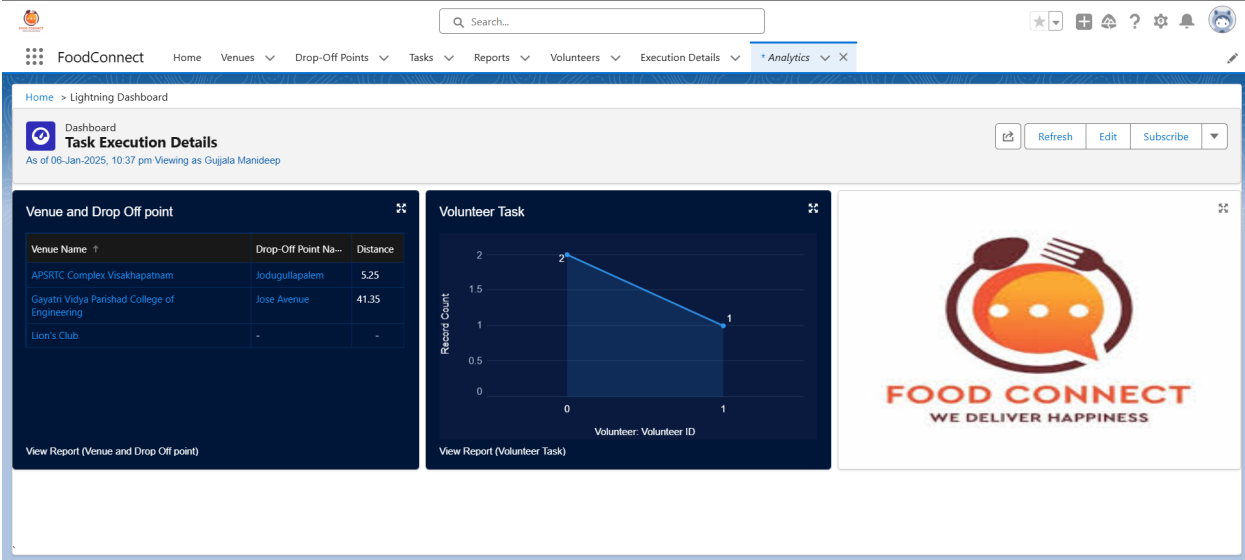 FOOD CONNECT
Search...
FoodConnect Home Venues Drop-Off Points Tasks Reports Volunteers Execution Details * Analytics
Home > Lightning Dashboard
Dashboard
Task Execution Details
As of 06-Jan-2025, 10:37 pm·Viewing as Gujjala Manideep
Refresh Edit Subscribe
Venue and Drop Off point
Venue Name ↑ Drop-Off Point Na... Distance
APSRTC Complex Visakhapatnam Jodugullapalem 5.25
Gayatri Vidya Parishad College of Jose Avenue 41.35
Engineering
Lion's Club - -
View Report (Venue and Drop Off point)
Volunteer Task
Record Count
2
1.5
1
0.5
0
2
1
0 1
Volunteer: Volunteer ID
View Report (Volunteer Task)
FOOD CONNECT
WE DELIVER HAPPINESS